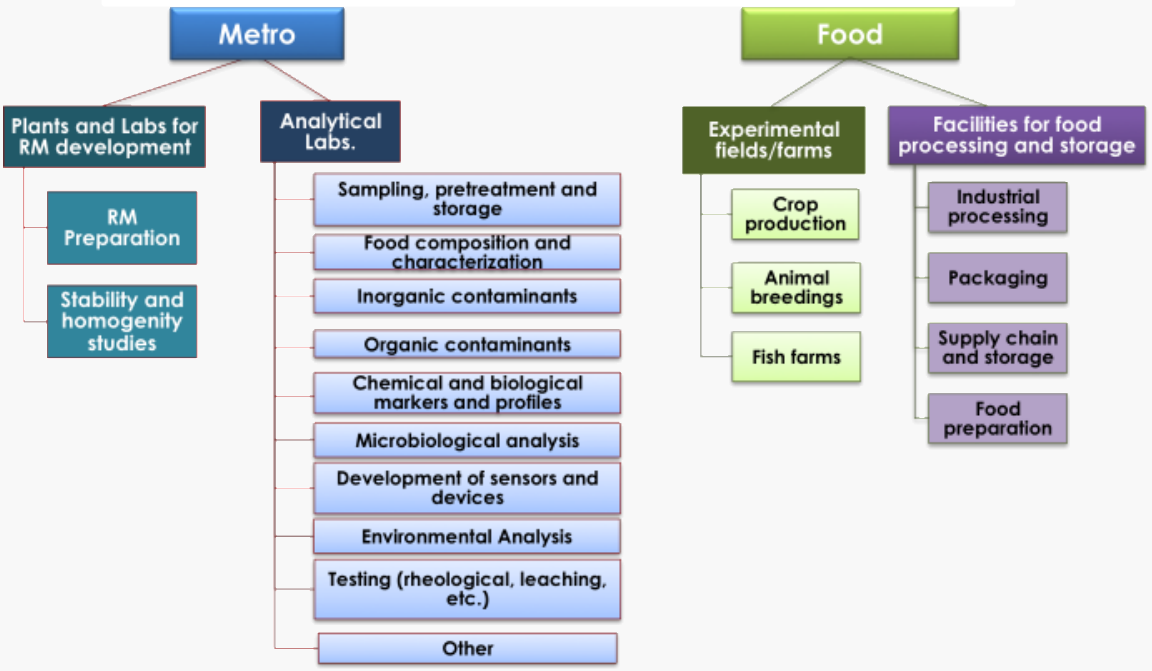 Metro
Plants and Labs for
RM development
RM
Preparation
Stability and
homogenity
studies
Analytical
Labs.
Sampling, pretreatment and
storage
Food composition and
characterization
Inorganic contaminants
Organic contaminants
Chemical and biological
markers and profiles
Microbiological analysis
Development of sensors and
devices
Environmental Analysis
Testing (rheological, leaching,
etc.)
Other
Food
Experimental
fields/farms
Crop
production
Animal
breedings
Fish farms
Facilities for food
processing and storage
Industrial
processing
Packaging
Supply chain
and storage
Food
preparation